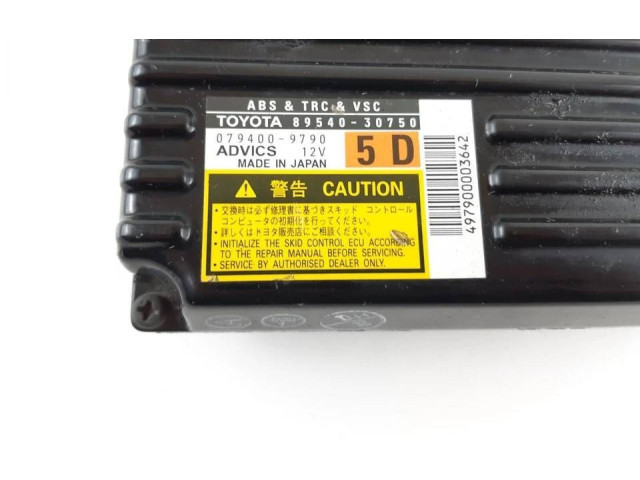 ABS & TRC & VSC
TOYOTA 89540-30750
079400-9790
ADVICS 12V
MADE IN JAPAN
5 D
497900003642
警告 CAUTION
・交換時は必ず修理書に基づきスキッド コントロール
コンピュータの初期化を行ってください。
・詳しくはトヨタ販売店にご相談ください。
・INITIALIZE THE SKID CONTROL ECU ACCORDING
TO THE REPAIR MANUAL BEFORE SERVICING.
・SERVICE BY AUTHORISED DEALER ONLY.